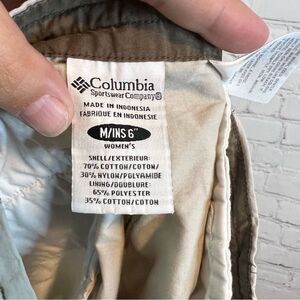 Columbia
Sportswear Company®
MADE IN INDONESIA
FABRIQUE EN INDONESIE
M/INS 6"
WOMEN'S
SHELL/EXTERIEUR:
70% COTTON/COTON/
30% NYLON/POLYAMIDE
LINING/DOUBLURE:
65% POLYESTER
35% COTTON/COTON